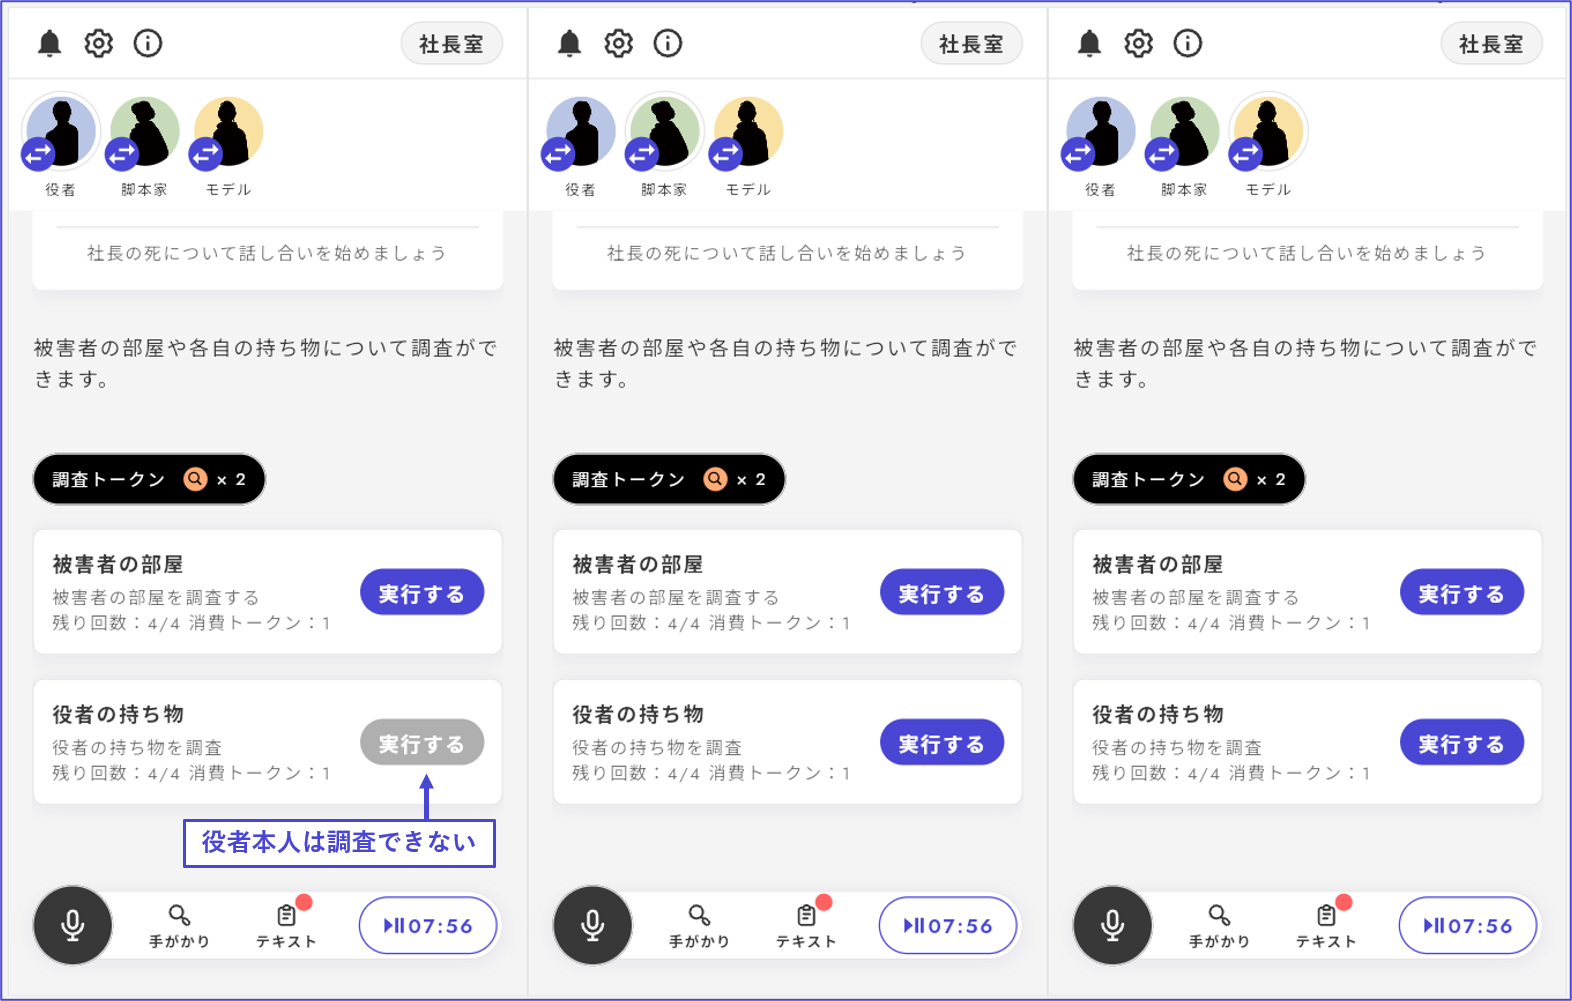 社長室
役者
脚本家
モデル
社長の死について話し合いを始めましょう
被害者の部屋や各自の持ち物について調査がで
きます。
調査トークン × 2
被害者の部屋
被害者の部屋を調査する
残り回数：4/4 消費トークン：1
実行する
役者の持ち物
役者の持ち物を調査
残り回数：4/4 消費トークン：1
実行する
役者本人は調査できない
手がかり
テキスト
07:56
社長室
役者
脚本家
モデル
社長の死について話し合いを始めましょう
被害者の部屋や各自の持ち物について調査がで
きます。
調査トークン × 2
被害者の部屋
被害者の部屋を調査する
残り回数：4/4 消費トークン：1
実行する
役者の持ち物
役者の持ち物を調査
残り回数：4/4 消費トークン：1
実行する
手がかり
テキスト
07:56
社長室
役者
脚本家
モデル
社長の死について話し合いを始めましょう
被害者の部屋や各自の持ち物について調査がで
きます。
調査トークン × 2
被害者の部屋
被害者の部屋を調査する
残り回数：4/4 消費トークン：1
実行する
役者の持ち物
役者の持ち物を調査
残り回数：4/4 消費トークン：1
実行する
手がかり
テキスト
07:56